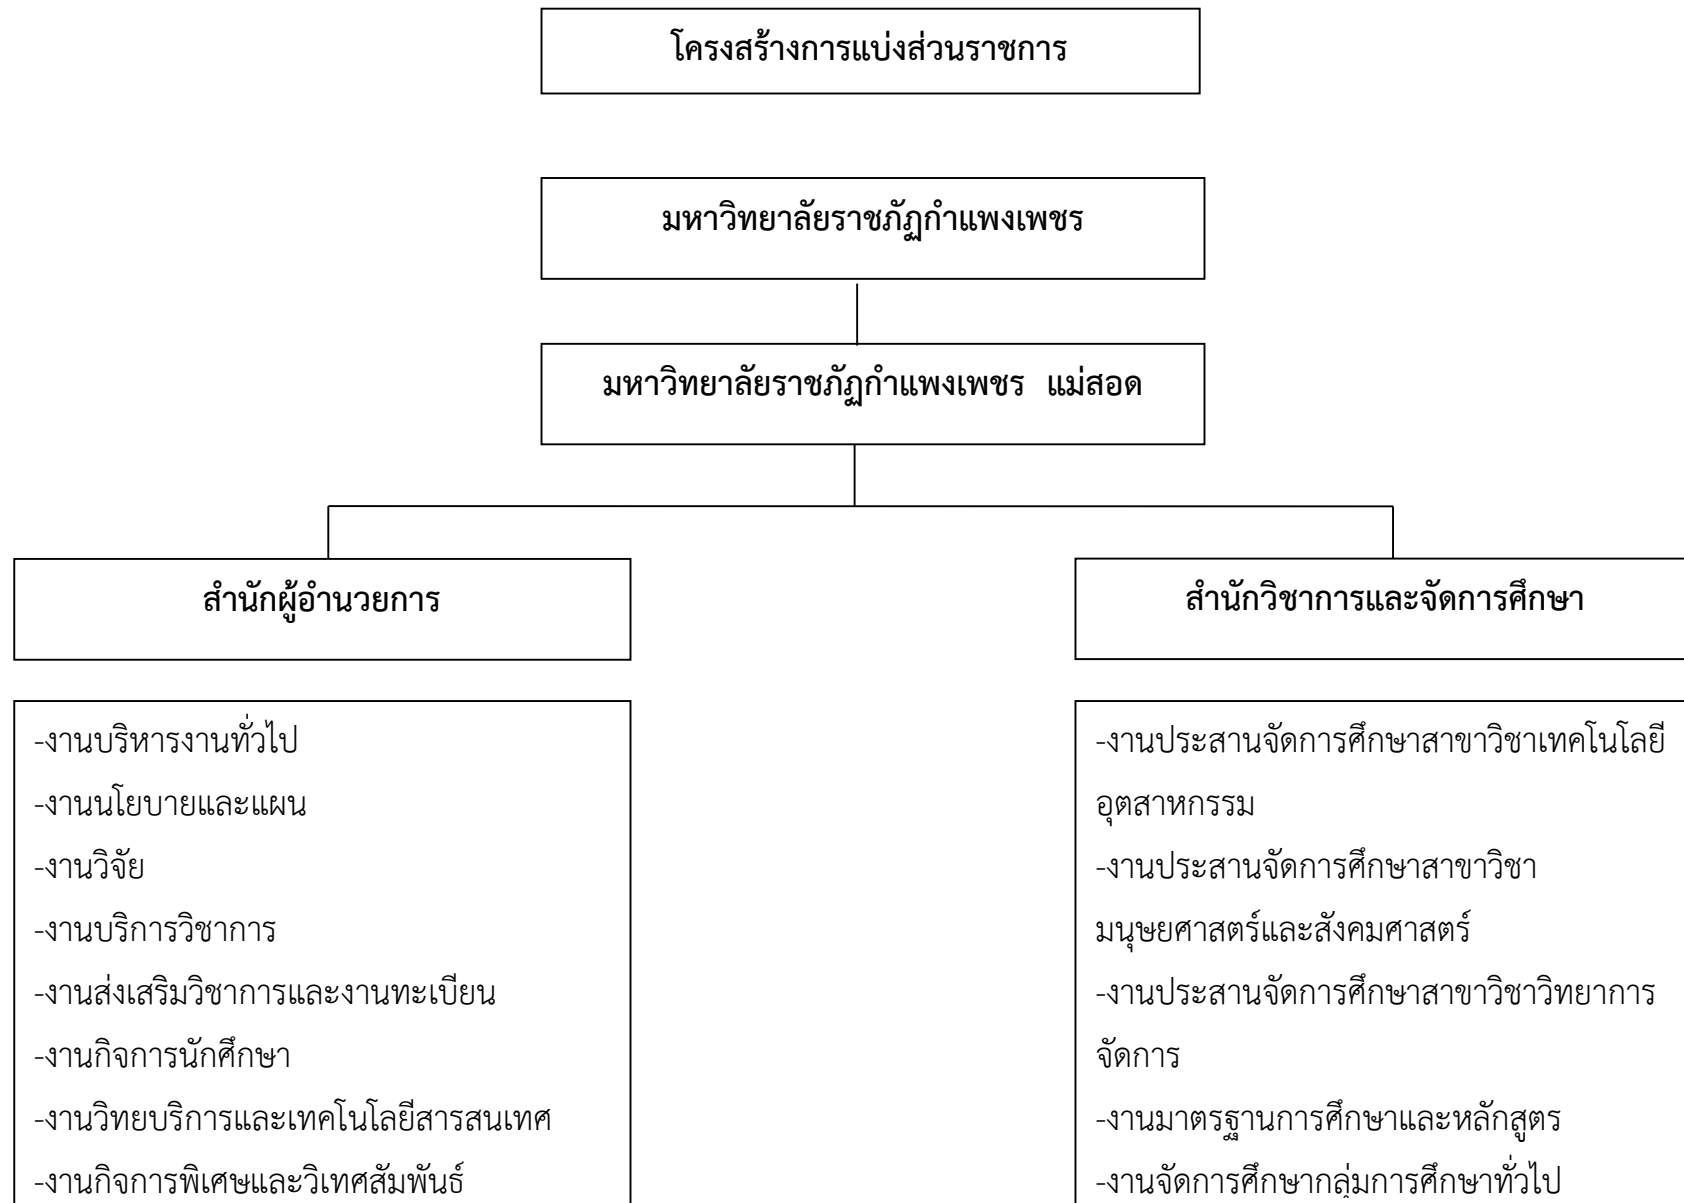 โครงสร้างการแบ่งส่วนราชการ
มหาวิทยาลัยราชภัฏกำแพงเพชร
มหาวิทยาลัยราชภัฏกำแพงเพชร แม่สอด
สำนักผู้อำนวยการ
-งานบริหารงานทั่วไป
-งานนโยบายและแผน
-งานวิจัย
-งานบริการวิชาการ
-งานส่งเสริมวิชาการและงานทะเบียน
-งานกิจการนักศึกษา
-งานวิทยบริการและเทคโนโลยีสารสนเทศ
-งานกิจการพิเศษและวิเทศสัมพันธ์
สำนักวิชาการและจัดการศึกษา
-งานประสานจัดการศึกษาสาขาวิชาเทคโนโลยี
อุตสาหกรรม
-งานประสานจัดการศึกษาสาขาวิชา
มนุษยศาสตร์และสังคมศาสตร์
-งานประสานจัดการศึกษาสาขาวิชาวิทยาการ
จัดการ
-งานมาตรฐานการศึกษาและหลักสูตร
-งานจัดการศึกษากลุ่มการศึกษาทั่วไป